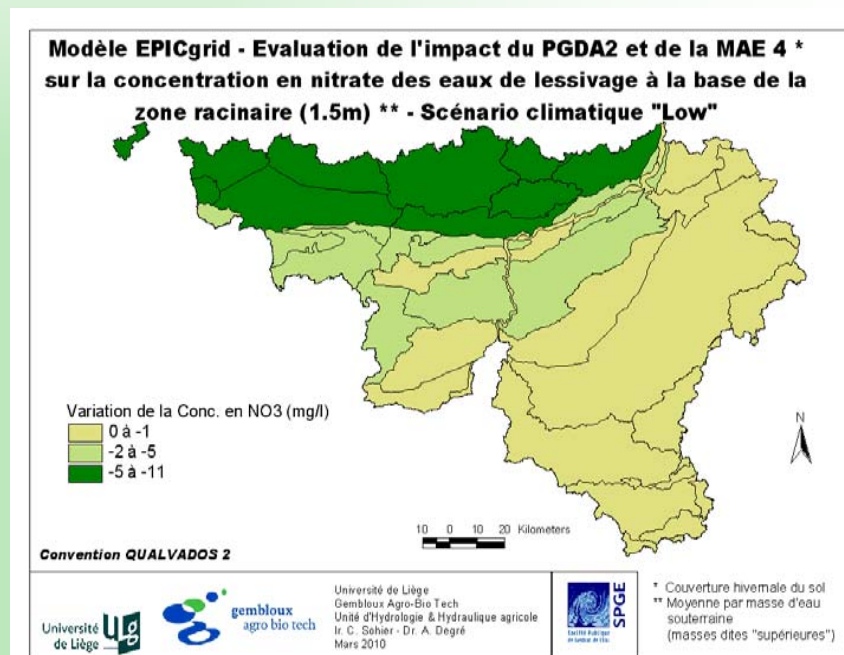 Modèle EPICgrid - Evaluation de l'impact du PGDA2 et de la MAE 4 *
sur la concentration en nitrate des eaux de lessivage à la base de la
zone racinaire (1.5m) ** - Scénario climatique "Low"
Variation de la Conc. en NO3 (mg/l)
0 à -1
-2 à -5
-5 à -11
N
10 0 10 20 Kilometers
Convention QUALVADOS 2
Université
de Liège
ULg
gembloux
agro bio tech
Université de Liège
Gembloux Agro-Bio Tech
Unité d'Hydrologie & Hydraulique agricole
Ir. C. Sohier - Dr. A. Degré
Mars 2010
SPGE
* Couverture hivernale du sol
** Moyenne par masse d'eau
souterraine
(masses dites "supérieures")